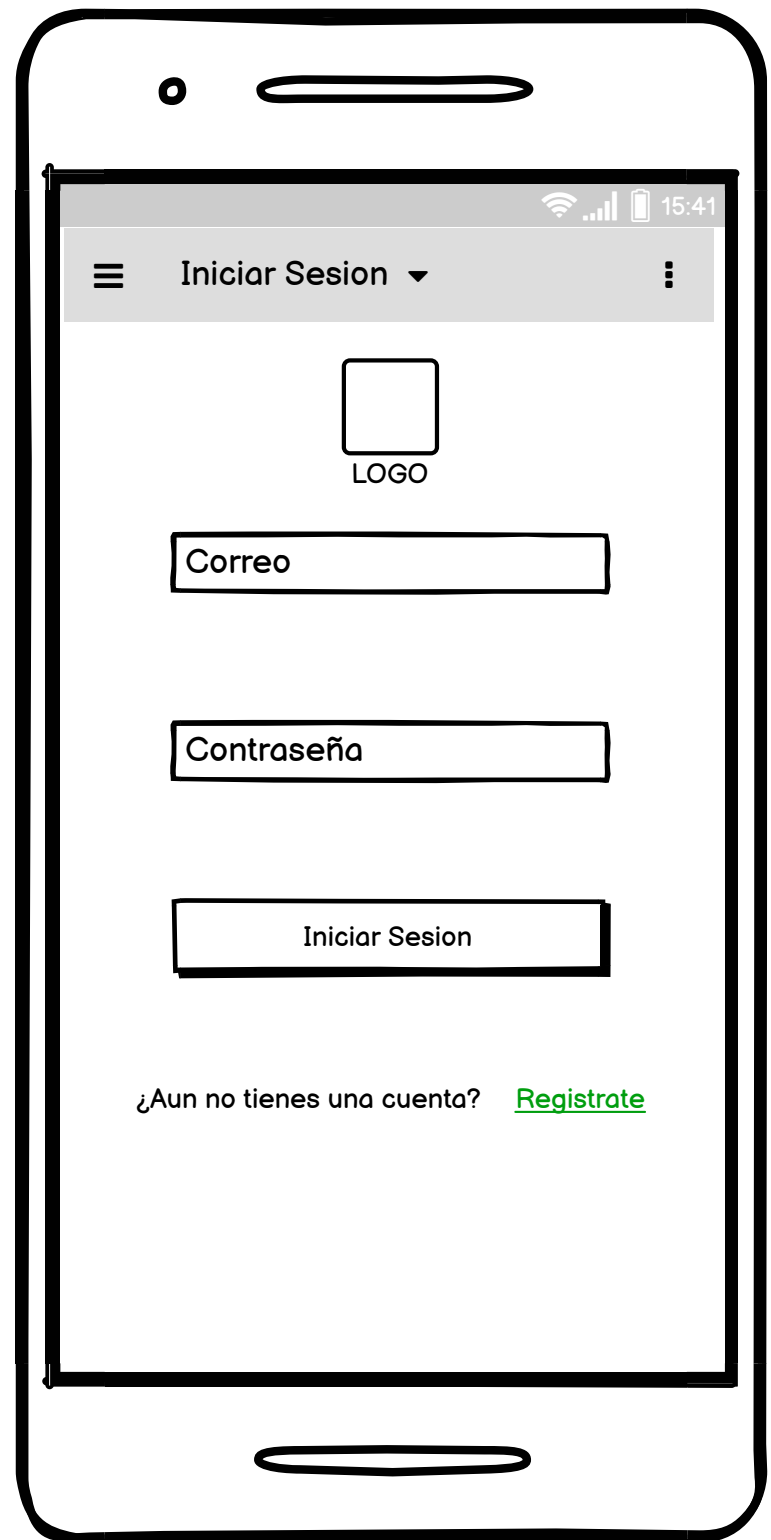 15:41
Iniciar Sesion
LOGO
Correo
Contraseña
Iniciar Sesion
¿Aun no tienes una cuenta? Registrate